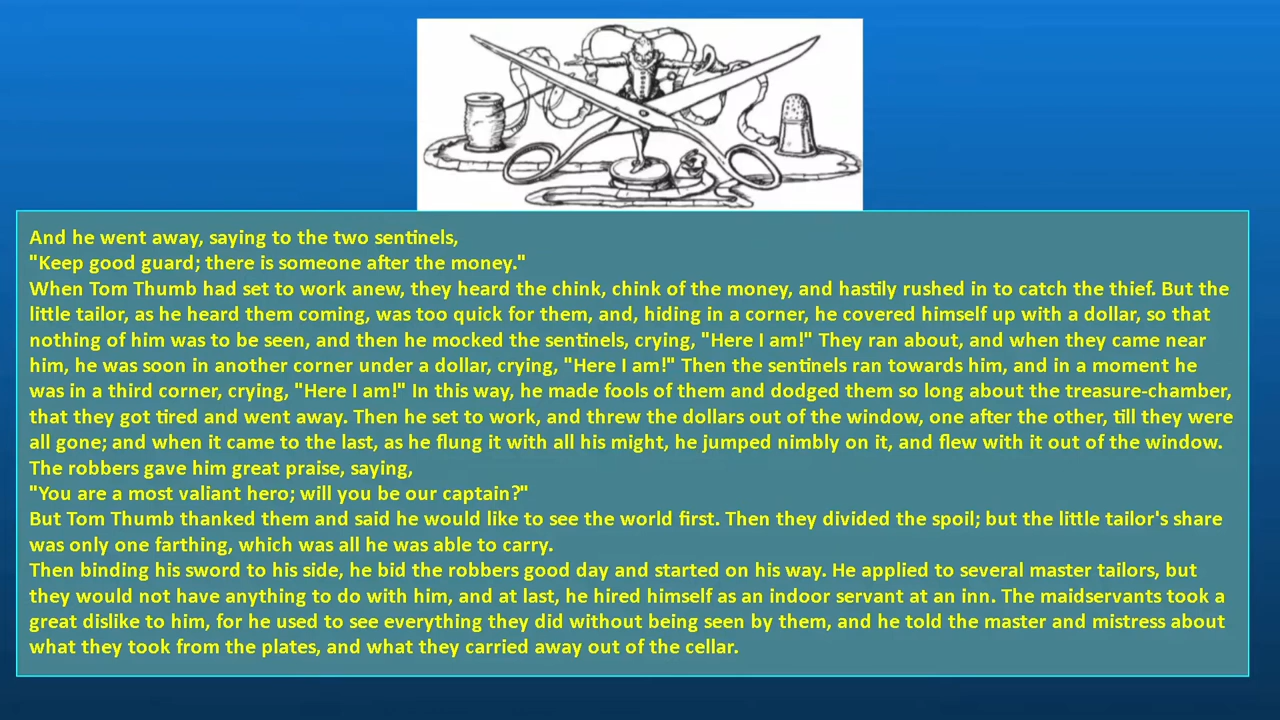 And he went away, saying to the two sentinels,
"Keep good guard; there is someone after the money."
When Tom Thumb had set to work anew, they heard the chink, chink of the money, and hastily rushed in to catch the thief. But the
little tailor, as he heard them coming, was too quick for them, and, hiding in a corner, he covered himself up with a dollar, so that
nothing of him was to be seen, and then he mocked the sentinels, crying, "Here I am!" They ran about, and when they came near
him, he was soon in another corner under a dollar, crying, "Here I am!" Then the sentinels ran towards him, and in a moment he
was in a third corner, crying, "Here I am!" In this way, he made fools of them and dodged them so long about the treasure-chamber,
that they got tired and went away. Then he set to work, and threw the dollars out of the window, one after the other, till they were
all gone; and when it came to the last, as he flung it with all his might, he jumped nimbly on it, and flew with it out of the window.
The robbers gave him great praise, saying,
"You are a most valiant hero; will you be our captain?"
But Tom Thumb thanked them and said he would like to see the world first. Then they divided the spoil; but the little tailor's share
was only one farthing, which was all he was able to carry.
Then binding his sword to his side, he bid the robbers good day and started on his way. He applied to several master tailors, but
they would not have anything to do with him, and at last, he hired himself as an indoor servant at an inn. The maidservants took a
great dislike to him, for he used to see everything they did without being seen by them, and he told the master and mistress about
what they took from the plates, and what they carried away out of the cellar.